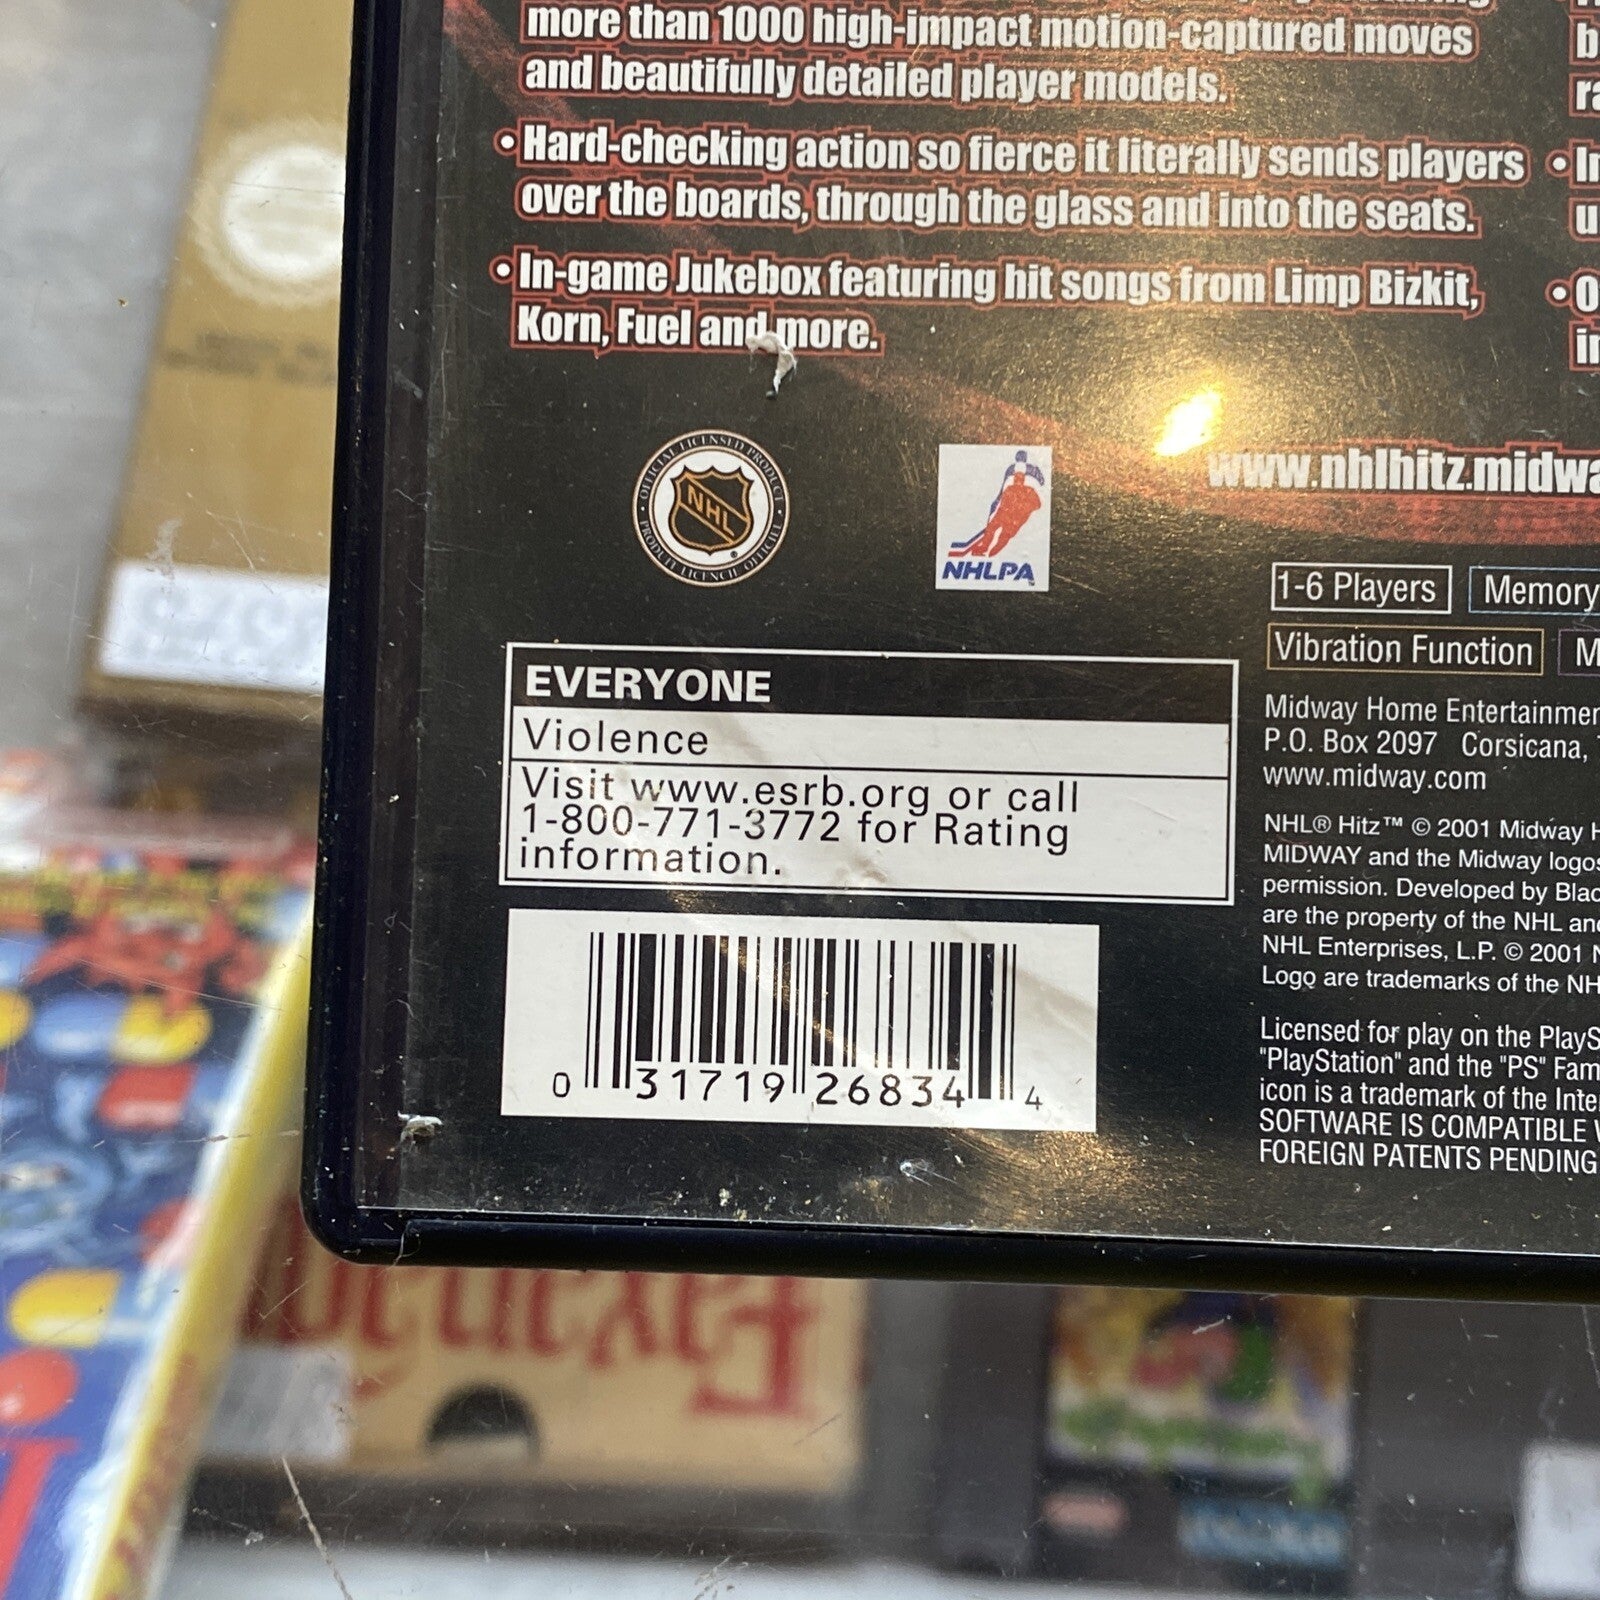 more than 1000 high-impact motion-captured moves
and beautifully detailed player models.
• Hard-checking action so fierce it literally sends players
over the boards, through the glass and into the seats.
• In-game Jukebox featuring hit songs from Limp Bizkit,
Korn, Fuel and more.
OFFICIAL LICENSED PRODUCT
NHL
PRODUIT LICENCIE OFFICIEL
NHLPA
www.nhlhitz.midwa
1-6 Players
Memory
Vibration Function
M
EVERYONE
Violence
Visit www.esrb.org or call
1-800-771-3772 for Rating
information.
0 31719 26834 4
Midway Home Entertainmen
P.O. Box 2097 Corsicana,
www.midway.com
NHL® Hitz™ © 2001 Midway H
MIDWAY and the Midway logos
permission. Developed by Blac
are the property of the NHL and
NHL Enterprises, L.P. © 2001 N
Logo are trademarks of the NH
Licensed for play on the PlayS
"PlayStation" and the "PS" Fam
icon is a trademark of the Inte
SOFTWARE IS COMPATIBLE W
FOREIGN PATENTS PENDING
Faxanadu